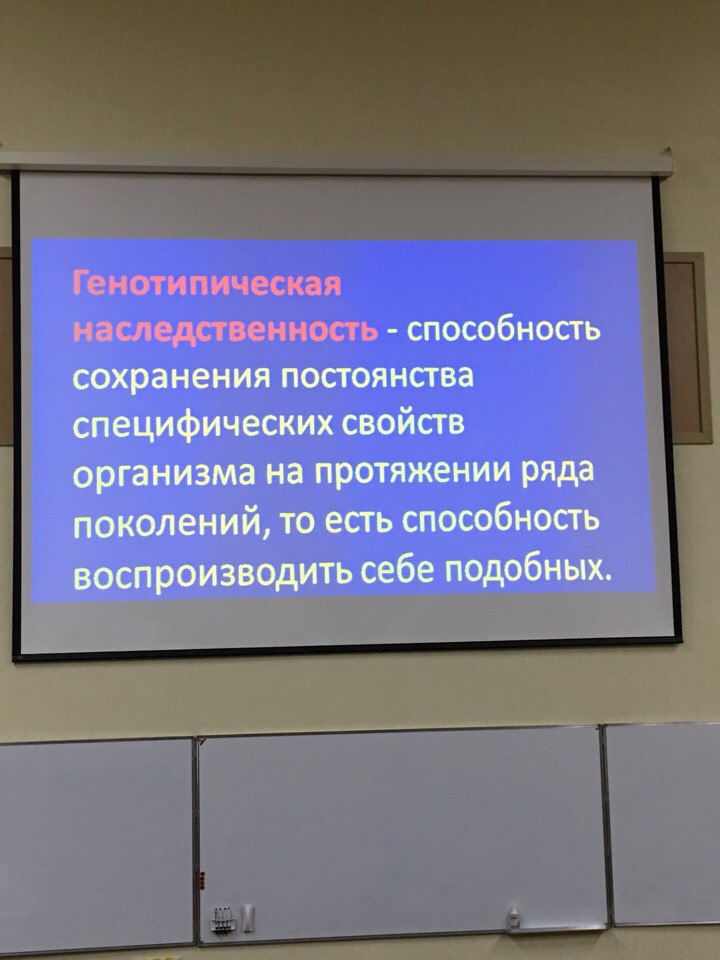 Генотипическая
наследственность - способность
сохранения постоянства
специфических свойств
организма на протяжении ряда
поколений, то есть способность
воспроизводить себе подобных.